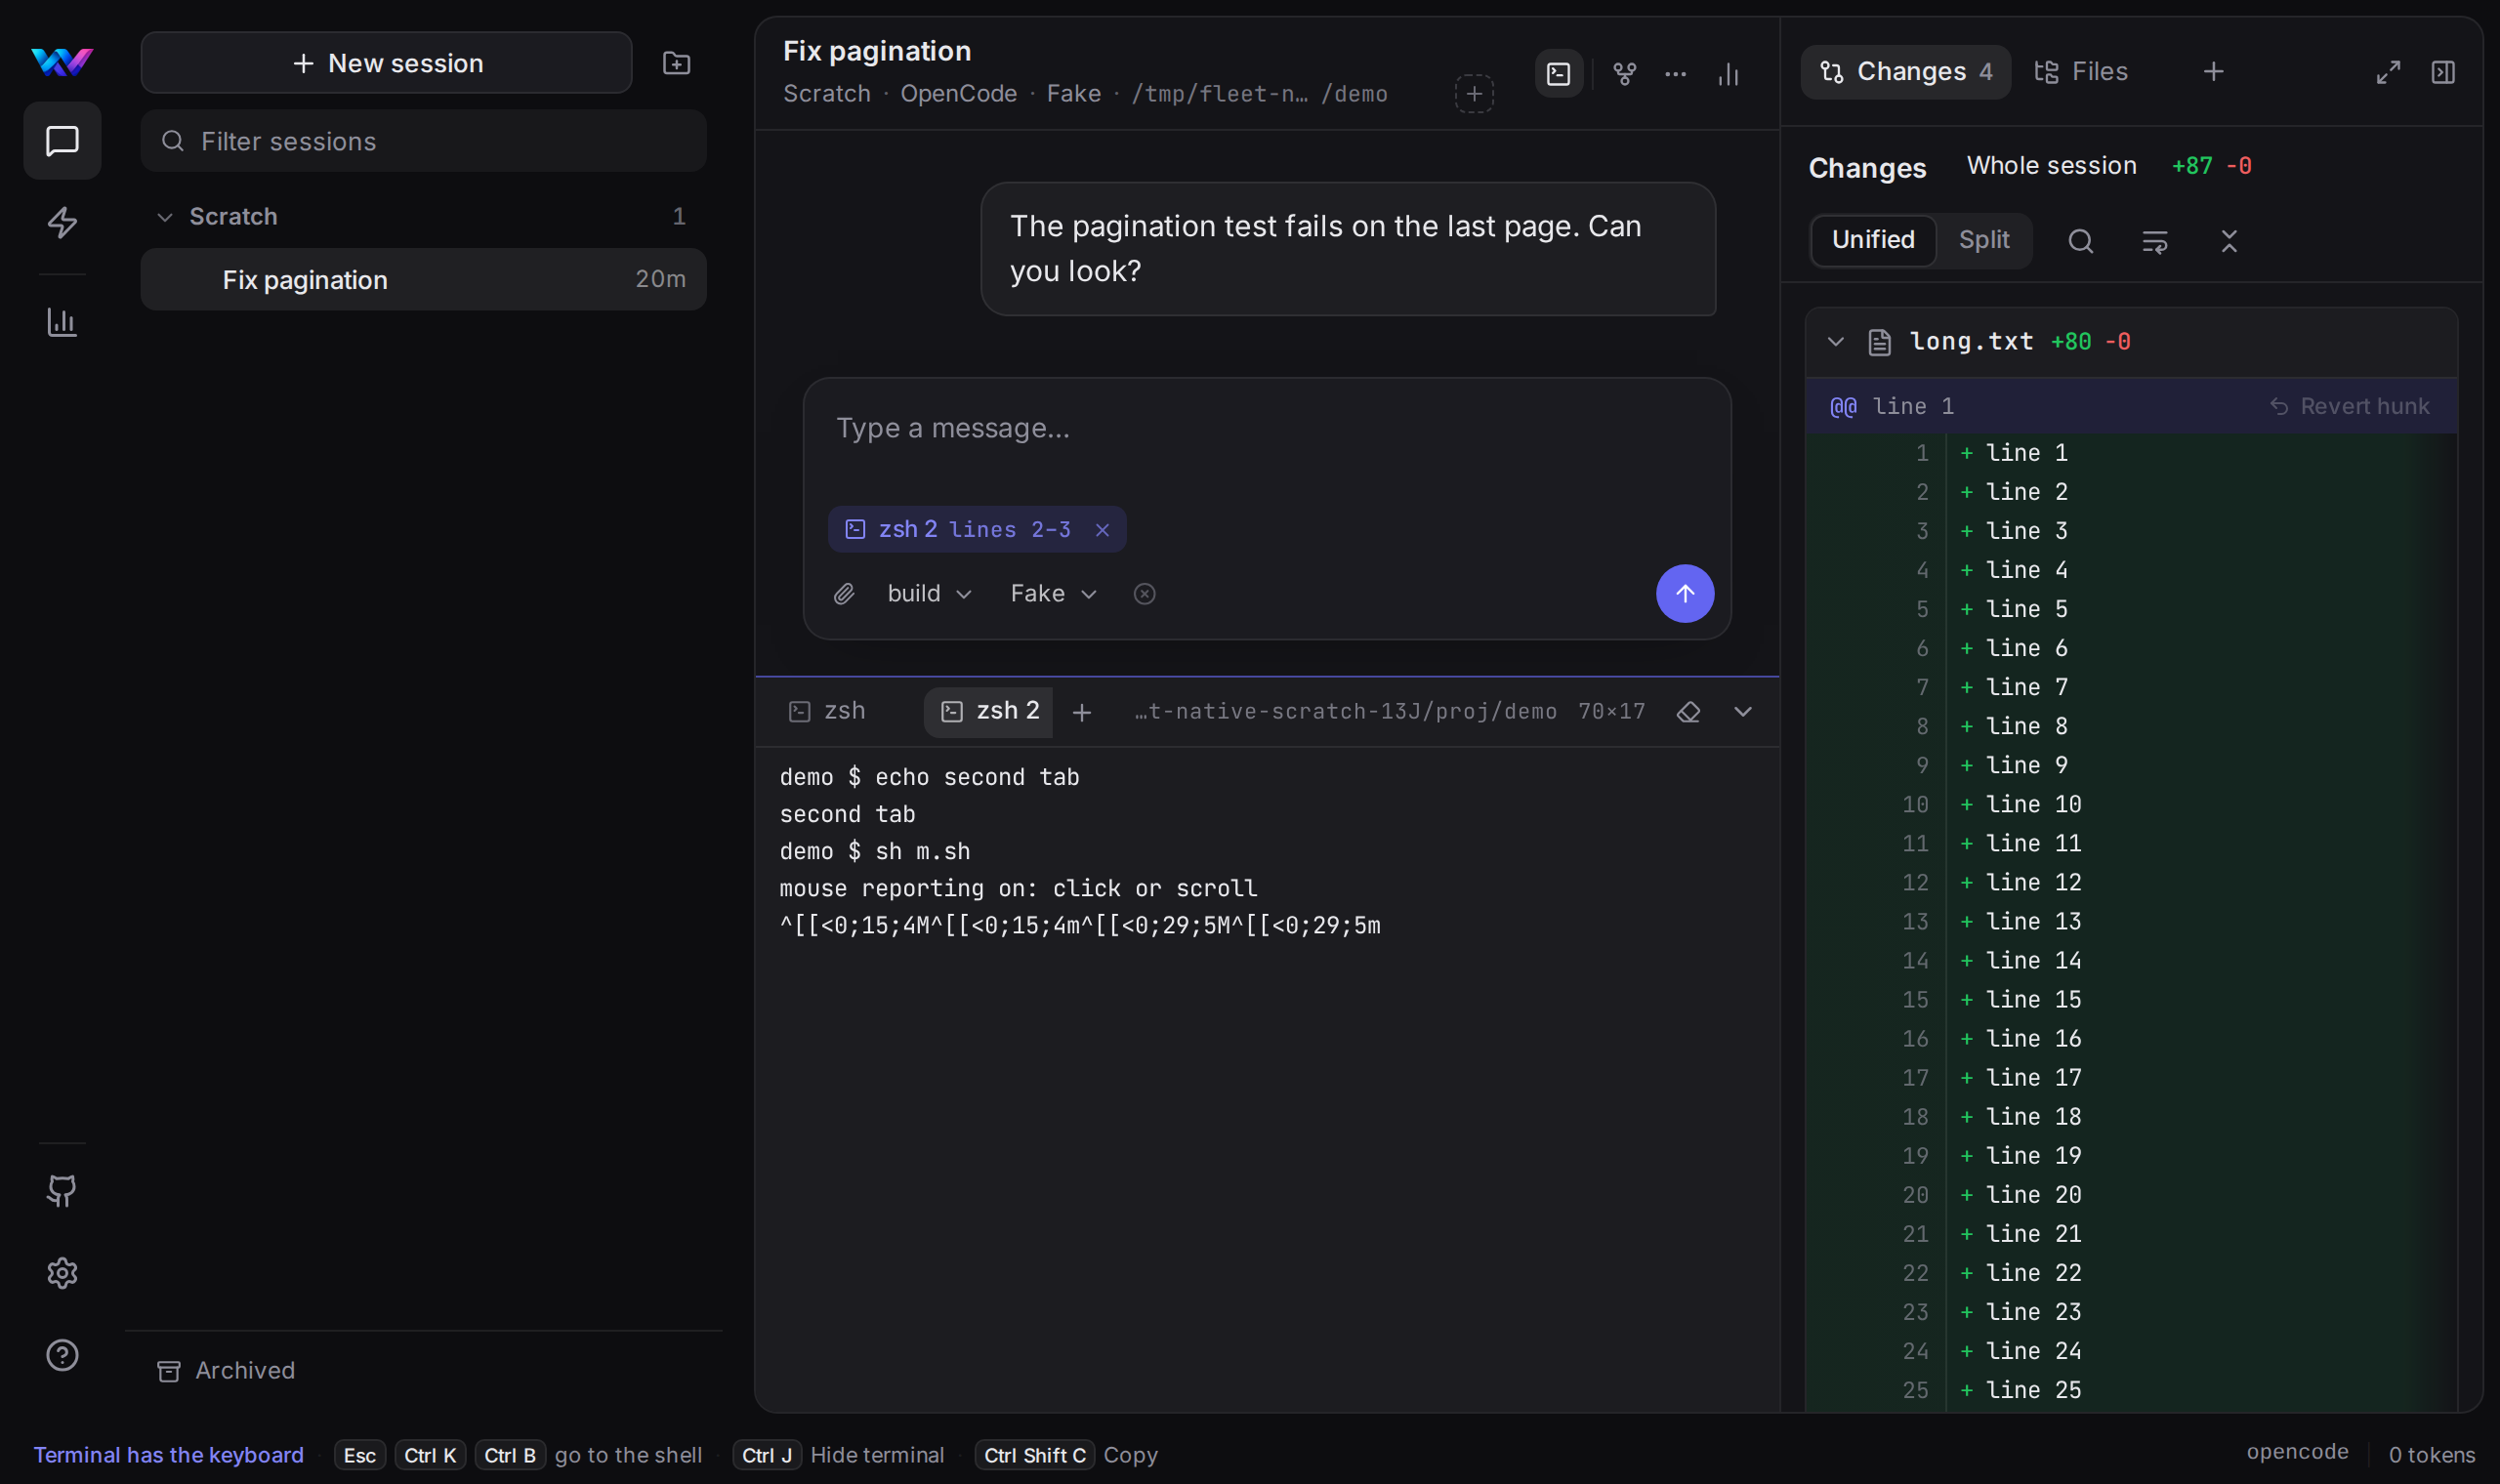 New session
Filter sessions
Scratch 1
Fix pagination 20m
Archived
Fix pagination
Scratch · OpenCode · Fake · /tmp/fleet-n… /demo
The pagination test fails on the last page. Can
you look?
Type a message...
zsh 2 lines 2–3
build Fake
zsh zsh 2 …t-native-scratch-13J/proj/demo 70×17
demo $ echo second tab
second tab
demo $ sh m.sh
mouse reporting on: click or scroll
^[[<0;15;4M^[[<0;15;4m^[[<0;29;5M^[[<0;29;5m
Changes 4 Files
Changes Whole session +87 -0
Unified Split
long.txt +80 -0
@@ line 1 Revert hunk
1 + line 1
2 + line 2
3 + line 3
4 + line 4
5 + line 5
6 + line 6
7 + line 7
8 + line 8
9 + line 9
10 + line 10
11 + line 11
12 + line 12
13 + line 13
14 + line 14
15 + line 15
16 + line 16
17 + line 17
18 + line 18
19 + line 19
20 + line 20
21 + line 21
22 + line 22
23 + line 23
24 + line 24
25 + line 25
Terminal has the keyboard · Esc Ctrl K Ctrl B go to the shell · Ctrl J Hide terminal · Ctrl Shift C Copy
opencode 0 tokens